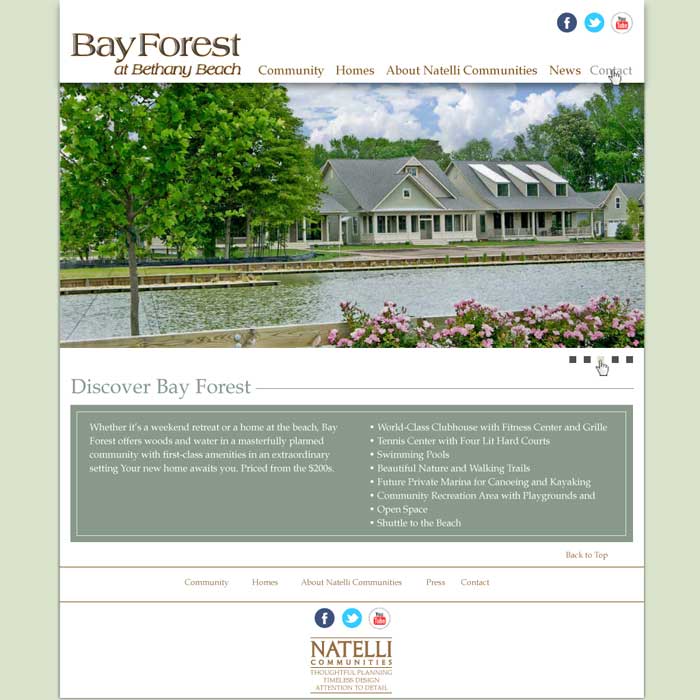 BayForest
at Bethany Beach
Community Homes About Natelli Communities News Contact
Discover Bay Forest
Whether it's a weekend retreat or a home at the beach, Bay
Forest offers woods and water in a masterfully planned
community with first-class amenities in an extraordinary
setting Your new home awaits you. Priced from the $200s.
• World-Class Clubhouse with Fitness Center and Grille
• Tennis Center with Four Lit Hard Courts
• Swimming Pools
• Beautiful Nature and Walking Trails
• Future Private Marina for Canoeing and Kayaking
• Community Recreation Area with Playgrounds and
• Open Space
• Shuttle to the Beach
Back to Top
Community Homes About Natelli Communities Press Contact
NATELLI
COMMUNITIES
THOUGHTFUL PLANNING
TIMELESS DESIGN
ATTENTION TO DETAIL